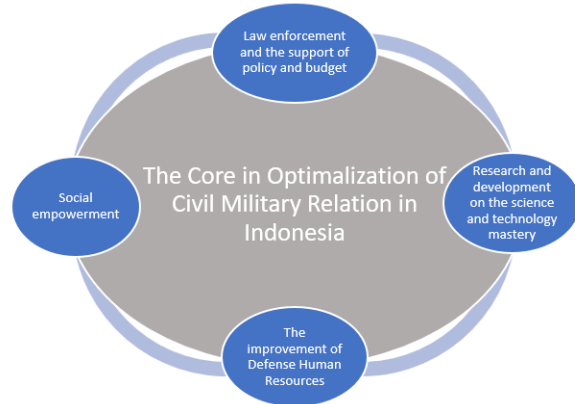 Law enforcement
and the support of
policy and budget
The Core in Optimalization of
Civil Military Relation in
Indonesia
Social
empowerment
Research and
development
on the science
and technology
mastery
The
improvement of
Defense Human
Resources